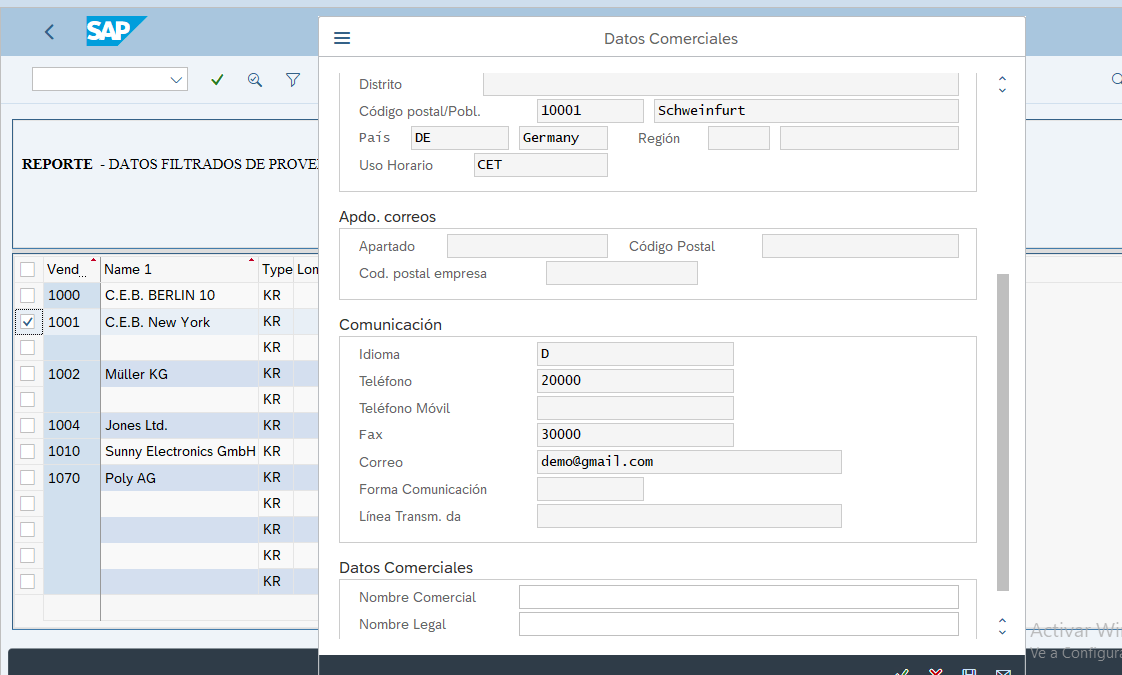 SAP
Datos Comerciales
Distrito
Código postal/Pobl. 10001 Schweinfurt
País DE Germany Región
Uso Horario CET
REPORTE - DATOS FILTRADOS DE PROVE
Apdo. correos
Apartado Código Postal
Cod. postal empresa
Comunicación
Idioma D
Teléfono 20000
Teléfono Móvil
Fax 30000
Correo demo@gmail.com
Forma Comunicación
Línea Transm. da
Datos Comerciales
Nombre Comercial
Nombre Legal
Vend... Name 1 Type Lon
1000 C.E.B. BERLIN 10 KR
1001 C.E.B. New York KR
KR
1002 Müller KG KR
KR
1004 Jones Ltd. KR
1010 Sunny Electronics GmbH KR
1070 Poly AG KR
KR
KR
KR
KR
Activar Wi
Ve a Configura